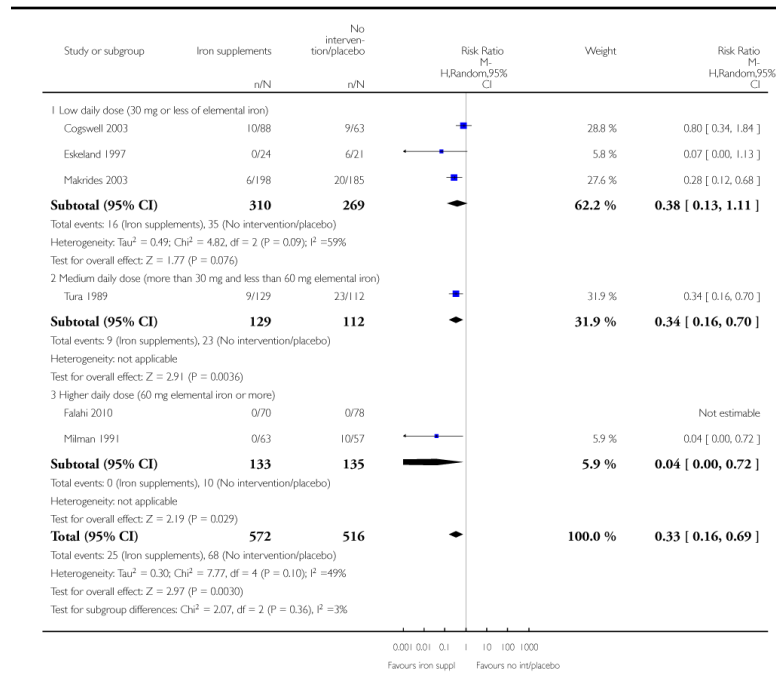 Study or subgroup Iron supplements No interven-tion/placebo Risk Ratio Weight Risk Ratio
M-H,Random,95% CI M-H,Random,95% CI
n/N n/N
1 Low daily dose (30 mg or less of elemental iron)
Cogswell 2003 10/88 9/63 28.8 % 0.80 [ 0.34, 1.84 ]
Eskeland 1997 0/24 6/21 5.8 % 0.07 [ 0.00, 1.13 ]
Makrides 2003 6/198 20/185 27.6 % 0.28 [ 0.12, 0.68 ]
Subtotal (95% CI) 310 269 62.2 % 0.38 [ 0.13, 1.11 ]
Total events: 16 (Iron supplements), 35 (No intervention/placebo)
Heterogeneity: Tau² = 0.49; Chi² = 4.82, df = 2 (P = 0.09); I² =59%
Test for overall effect: Z = 1.77 (P = 0.076)
2 Medium daily dose (more than 30 mg and less than 60 mg elemental iron)
Tura 1989 9/129 23/112 31.9 % 0.34 [ 0.16, 0.70 ]
Subtotal (95% CI) 129 112 31.9 % 0.34 [ 0.16, 0.70 ]
Total events: 9 (Iron supplements), 23 (No intervention/placebo)
Heterogeneity: not applicable
Test for overall effect: Z = 2.91 (P = 0.0036)
3 Higher daily dose (60 mg elemental iron or more)
Falahi 2010 0/70 0/78 Not estimable
Milman 1991 0/63 10/57 5.9 % 0.04 [ 0.00, 0.72 ]
Subtotal (95% CI) 133 135 5.9 % 0.04 [ 0.00, 0.72 ]
Total events: 0 (Iron supplements), 10 (No intervention/placebo)
Heterogeneity: not applicable
Test for overall effect: Z = 2.19 (P = 0.029)
Total (95% CI) 572 516 100.0 % 0.33 [ 0.16, 0.69 ]
Total events: 25 (Iron supplements), 68 (No intervention/placebo)
Heterogeneity: Tau² = 0.30; Chi² = 7.77, df = 4 (P = 0.10); I² =49%
Test for overall effect: Z = 2.97 (P = 0.0030)
Test for subgroup differences: Chi² = 2.07, df = 2 (P = 0.36), I² =3%
0.001 0.01 0.1 1 10 100 1000
Favours iron suppl Favours no int/placebo